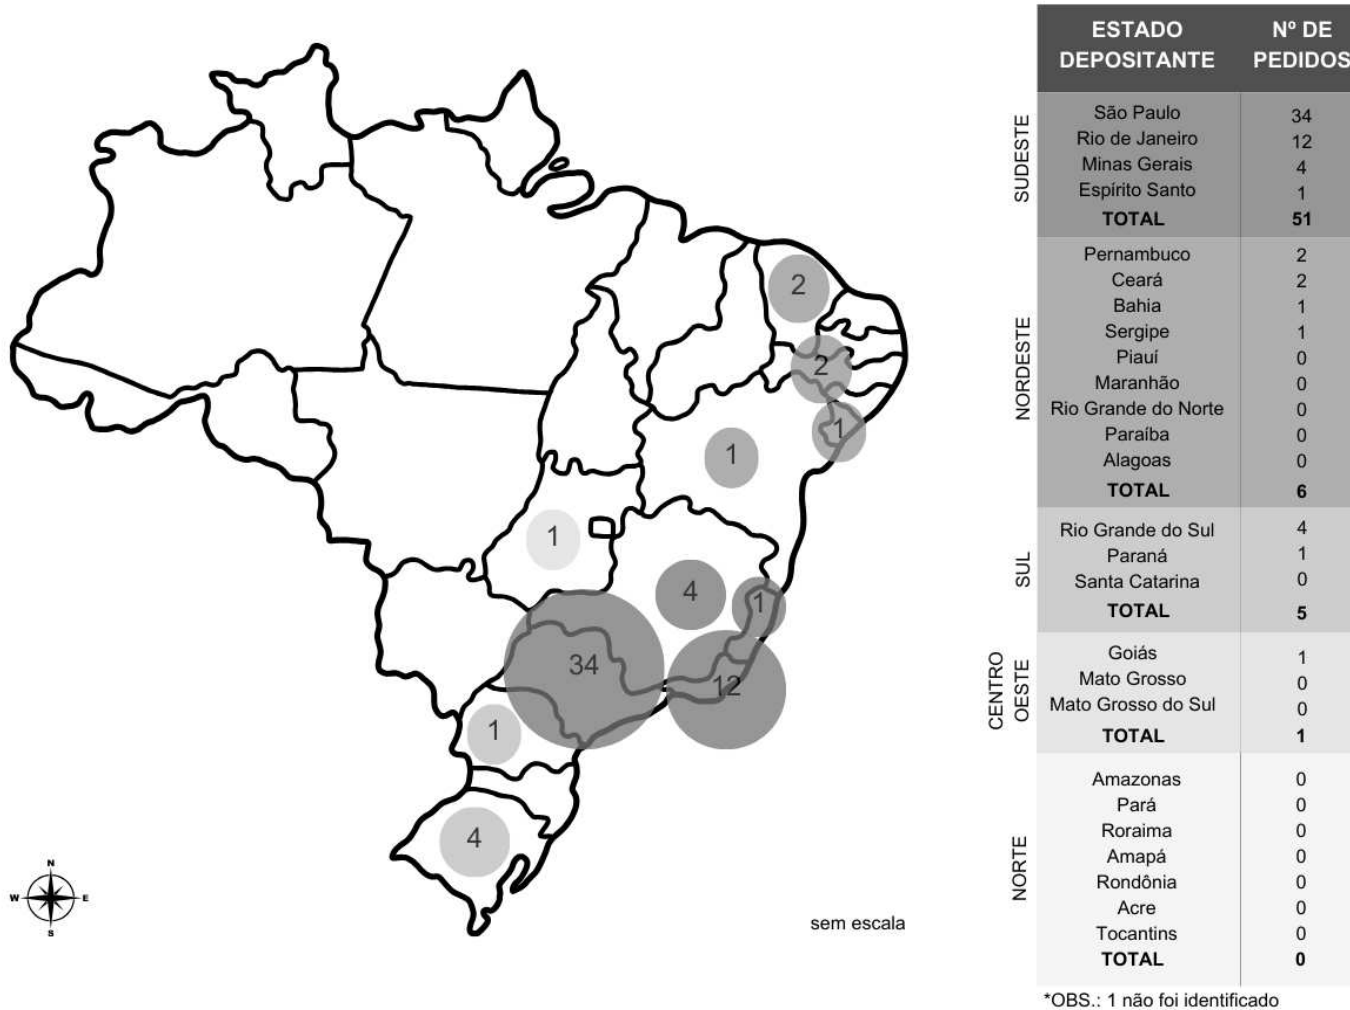 2
2
1
1
1
4
1
34
12
1
4
N
W
E
S
sem escala
ESTADO DEPOSITANTE Nº DE PEDIDOS
SUDESTE
São Paulo 34
Rio de Janeiro 12
Minas Gerais 4
Espírito Santo 1
TOTAL 51
NORDESTE
Pernambuco 2
Ceará 2
Bahia 1
Sergipe 1
Piauí 0
Maranhão 0
Rio Grande do Norte 0
Paraíba 0
Alagoas 0
TOTAL 6
SUL
Rio Grande do Sul 4
Paraná 1
Santa Catarina 0
TOTAL 5
CENTRO OESTE
Goiás 1
Mato Grosso 0
Mato Grosso do Sul 0
TOTAL 1
NORTE
Amazonas 0
Pará 0
Roraima 0
Amapá 0
Rondônia 0
Acre 0
Tocantins 0
TOTAL 0
*OBS.: 1 não foi identificado